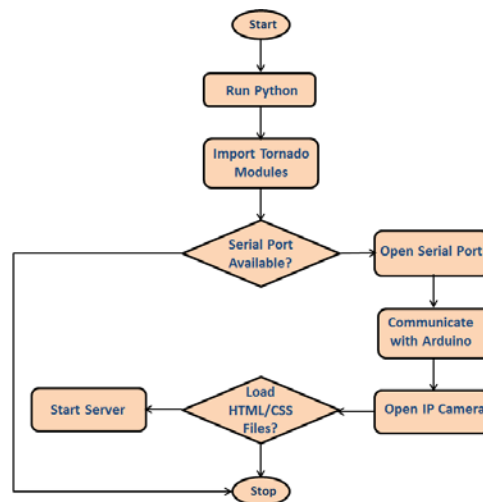 Start
Run Python
Import Tornado
Modules
Serial Port
Available?
Open Serial Port
Communicate
with Arduino
Open IP Camera
Load
HTML/CSS
Files?
Start Server
Stop